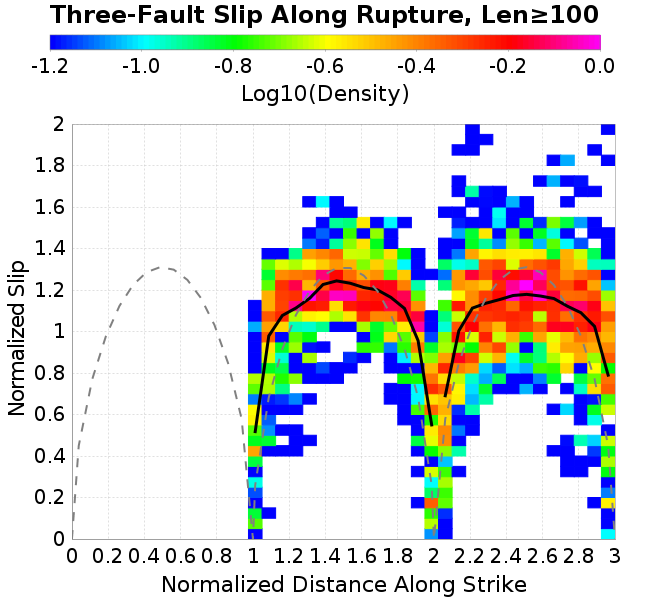 Three-Fault Slip Along Rupture, Len≥100
-1.2 -1.0 -0.8 -0.6 -0.4 -0.2 0.0
Log10(Density)
2
1.8
1.6
1.4
1.2
1
0.8
0.6
0.4
0.2
0
Normalized Slip
0 0.2 0.4 0.6 0.8 1 1.2 1.4 1.6 1.8 2 2.2 2.4 2.6 2.8 3
Normalized Distance Along Strike